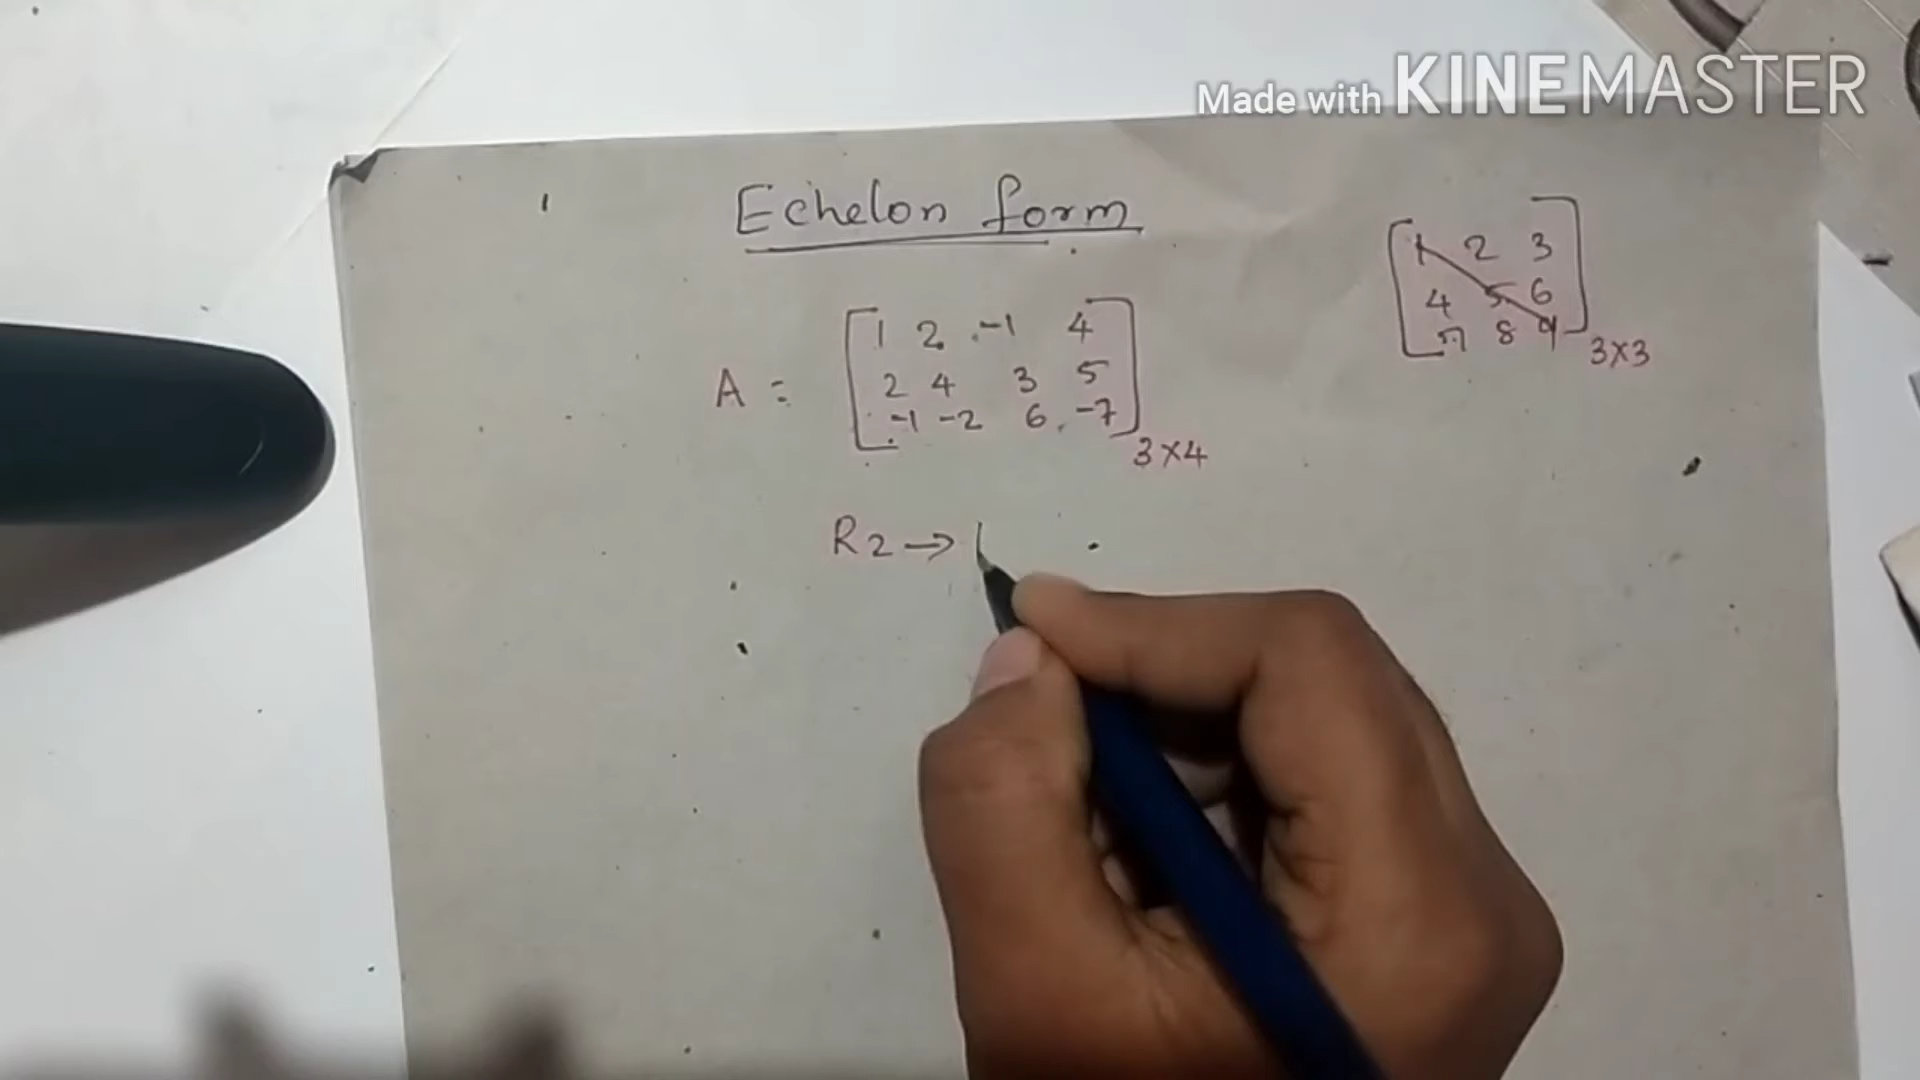 Made with KINEMASTER
Echelon form
A = [1 2 -1 4
2 4 3 5
-1 -2 6 -7] 3×4
[1 2 3
4 5 6
7 8 9] 3×3
R2 →